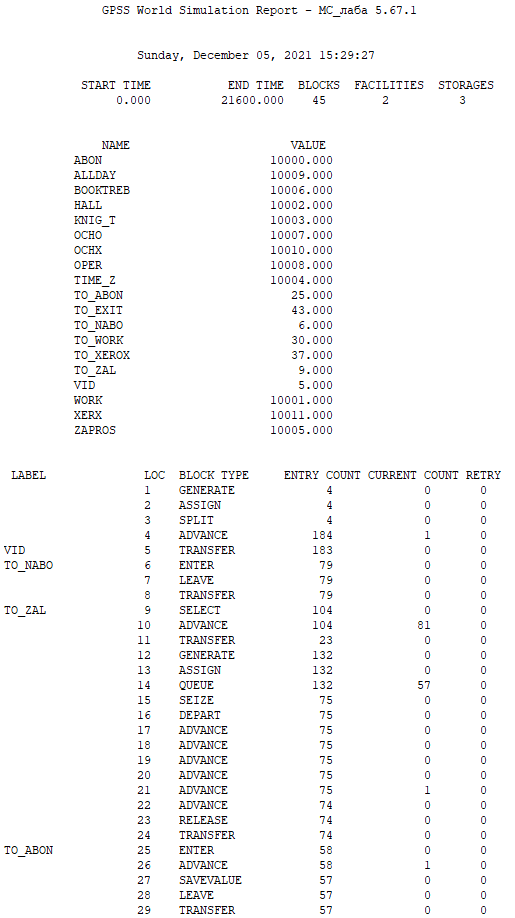 GPSS World Simulation Report - МС_лаба 5.67.1
Sunday, December 05, 2021 15:29:27
START TIME END TIME BLOCKS FACILITIES STORAGES
0.000 21600.000 45 2 3
NAME VALUE
ABON 10000.000
ALLDAY 10009.000
BOOKTREB 10006.000
HALL 10002.000
KNIG_T 10003.000
OCHO 10007.000
OCHX 10010.000
OPER 10008.000
TIME_Z 10004.000
TO_ABON 25.000
TO_EXIT 43.000
TO_NABO 6.000
TO_WORK 30.000
TO_XEROX 37.000
TO_ZAL 9.000
VID 5.000
WORK 10001.000
XERX 10011.000
ZAPROS 10005.000
LABEL LOC BLOCK TYPE ENTRY COUNT CURRENT COUNT RETRY
1 GENERATE 4 0 0
2 ASSIGN 4 0 0
3 SPLIT 4 0 0
4 ADVANCE 184 1 0
VID 5 TRANSFER 183 0 0
TO_NABO 6 ENTER 79 0 0
7 LEAVE 79 0 0
8 TRANSFER 79 0 0
TO_ZAL 9 SELECT 104 0 0
10 ADVANCE 104 81 0
11 TRANSFER 23 0 0
12 GENERATE 132 0 0
13 ASSIGN 132 0 0
14 QUEUE 132 57 0
15 SEIZE 75 0 0
16 DEPART 75 0 0
17 ADVANCE 75 0 0
18 ADVANCE 75 0 0
19 ADVANCE 75 0 0
20 ADVANCE 75 0 0
21 ADVANCE 75 1 0
22 ADVANCE 74 0 0
23 RELEASE 74 0 0
24 TRANSFER 74 0 0
TO_ABON 25 ENTER 58 0 0
26 ADVANCE 58 1 0
27 SAVEVALUE 57 0 0
28 LEAVE 57 0 0
29 TRANSFER 57 0 0